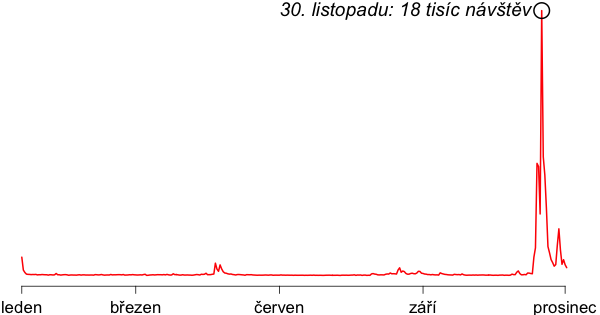 30. listopadu: 18 tisíc návštěv
leden březen červen září prosinec